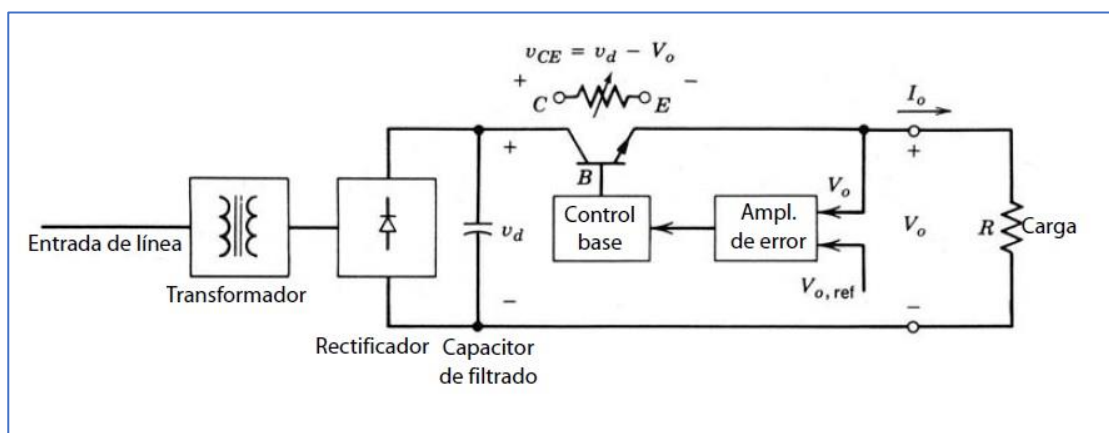 v_CE = v_d − V_o
+ −
C E
I_o
+ +
B
V_o
Control
base
Ampl.
de error
V_o
R Carga
Entrada de línea
v_d
V_o,ref
Transformador
− −
Rectificador
Capacitor
de filtrado